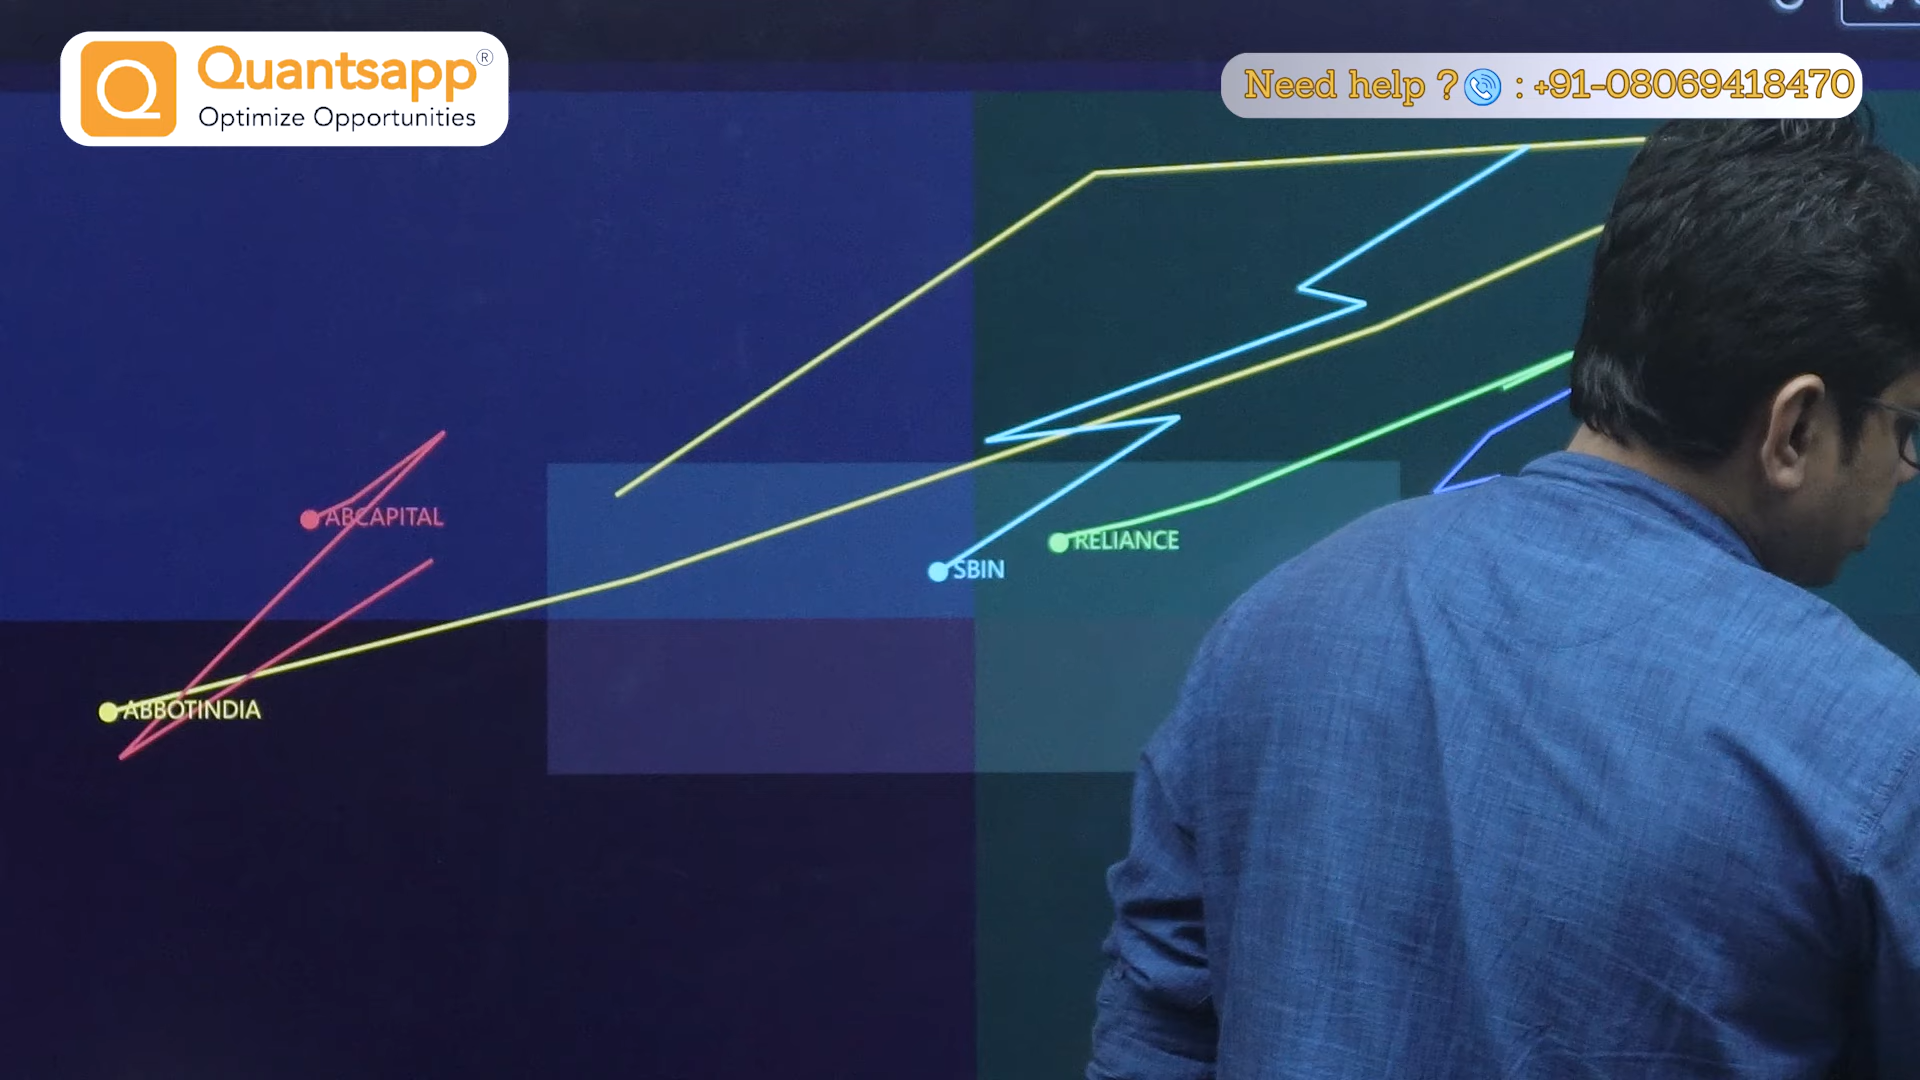 Quantsapp®
Optimize Opportunities
Need help ? : +91-08069418470
ABCAPITAL
RELIANCE
SBIN
ABBOTINDIA